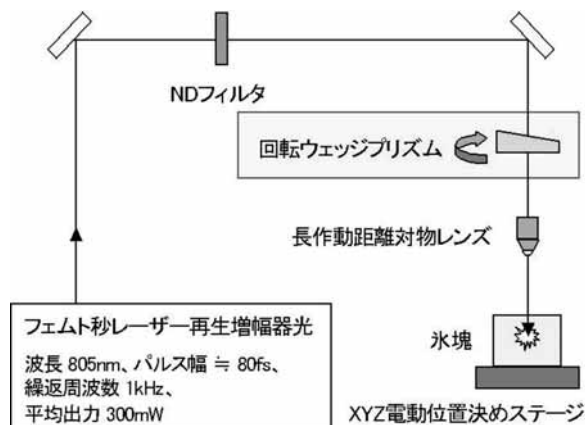 NDフィルタ
回転ウェッジプリズム
長作動距離対物レンズ
フェムト秒レーザー再生増幅器光
波長 805nm、パルス幅 ≒ 80fs、
繰返周波数 1kHz、
平均出力 300mW
氷塊
XYZ電動位置決めステージ